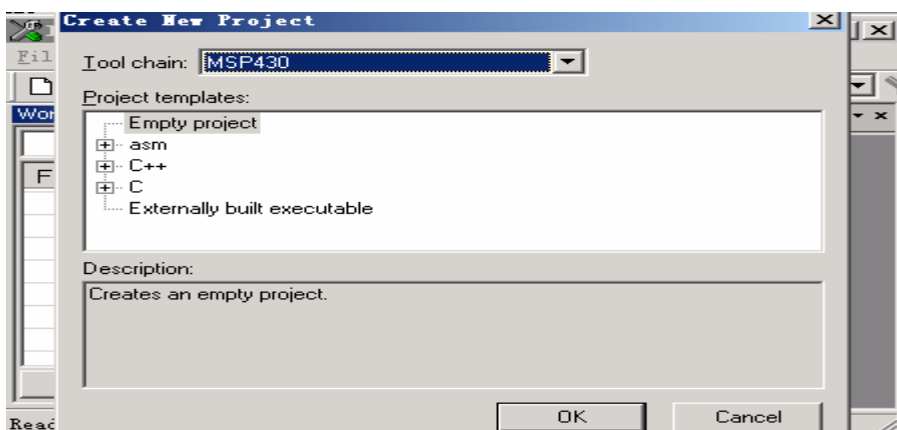 Create New Project
Tool chain: MSP430
Project templates:
Empty project
asm
C++
C
Externally built executable
Description:
Creates an empty project.
OK Cancel